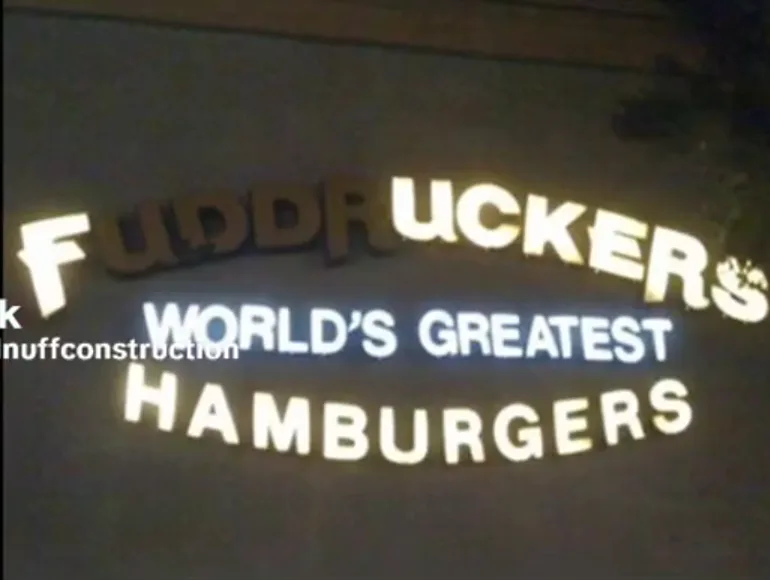 FUDDRUCKERS
WORLD'S GREATEST
HAMBURGERS
k
nuffconstruction